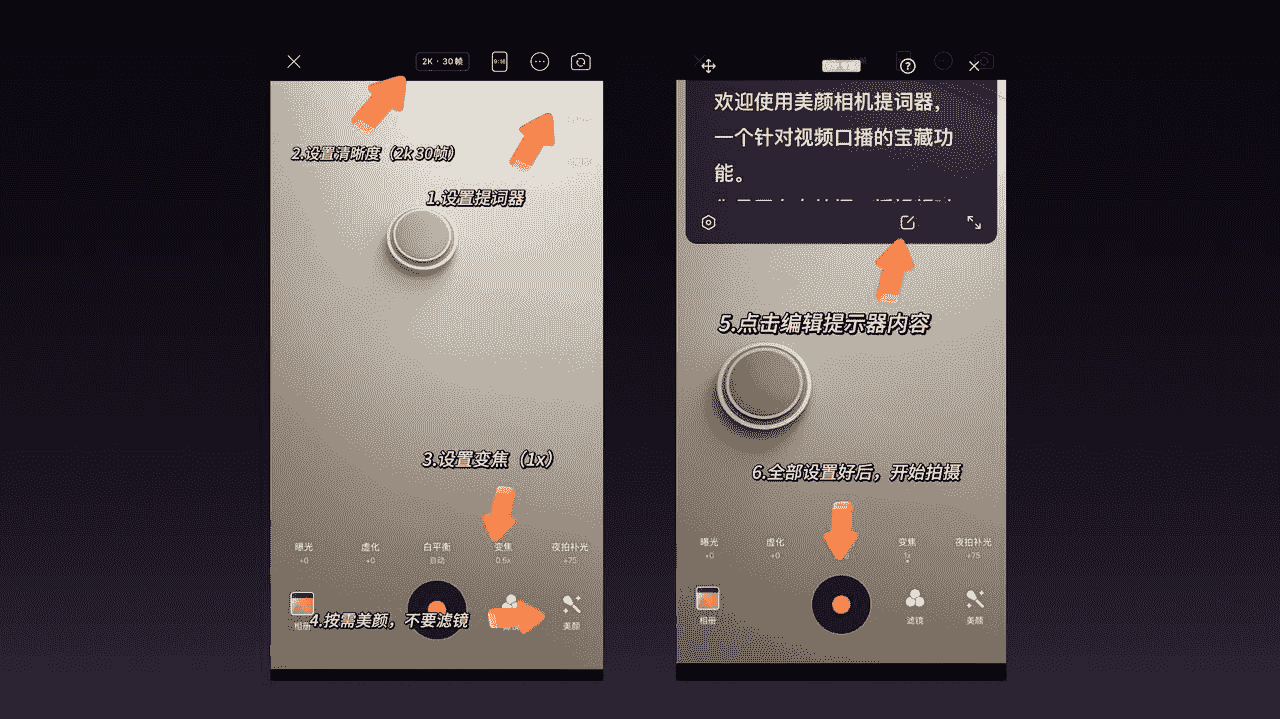 2K · 30帧
9:16
2.设置清晰度（2k 30帧）
1.设置提词器
3.设置变焦（1x）
曝光 虚化 白平衡 变焦 夜拍补光
+0 +0 自动 0.5x +75
4.按需美颜，不要滤镜
相册 美颜
欢迎使用美颜相机提词器，
一个针对视频口播的宝藏功
能。
5.点击编辑提示器内容
6.全部设置好后，开始拍摄
曝光 虚化 变焦 夜拍补光
+0 +0 1x +75
相册 滤镜 美颜